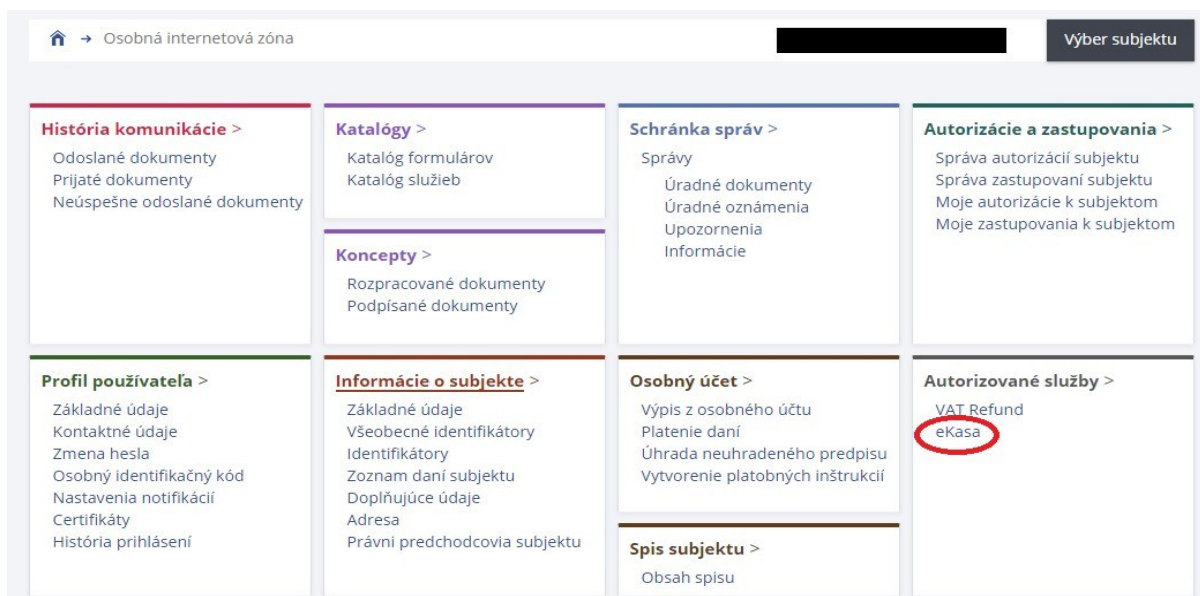 → Osobná internetová zóna
Výber subjektu
História komunikácie >
Odoslané dokumenty
Prijaté dokumenty
Neúspešne odoslané dokumenty
Katalógy >
Katalóg formulárov
Katalóg služieb
Koncepty >
Rozpracované dokumenty
Podpísané dokumenty
Schránka správ >
Správy
Úradné dokumenty
Úradné oznámenia
Upozornenia
Informácie
Autorizácie a zastupovania >
Správa autorizácií subjektu
Správa zastupovaní subjektu
Moje autorizácie k subjektom
Moje zastupovania k subjektom
Profil používateľa >
Základné údaje
Kontaktné údaje
Zmena hesla
Osobný identifikačný kód
Nastavenia notifikácií
Certifikáty
História prihlásení
Informácie o subjekte >
Základné údaje
Všeobecné identifikátory
Identifikátory
Zoznam daní subjektu
Doplňujúce údaje
Adresa
Právni predchodcovia subjektu
Osobný účet >
Výpis z osobného účtu
Platenie daní
Úhrada neuhradeného predpisu
Vytvorenie platobných inštrukcií
Spis subjektu >
Obsah spisu
Autorizované služby >
VAT Refund
eKasa